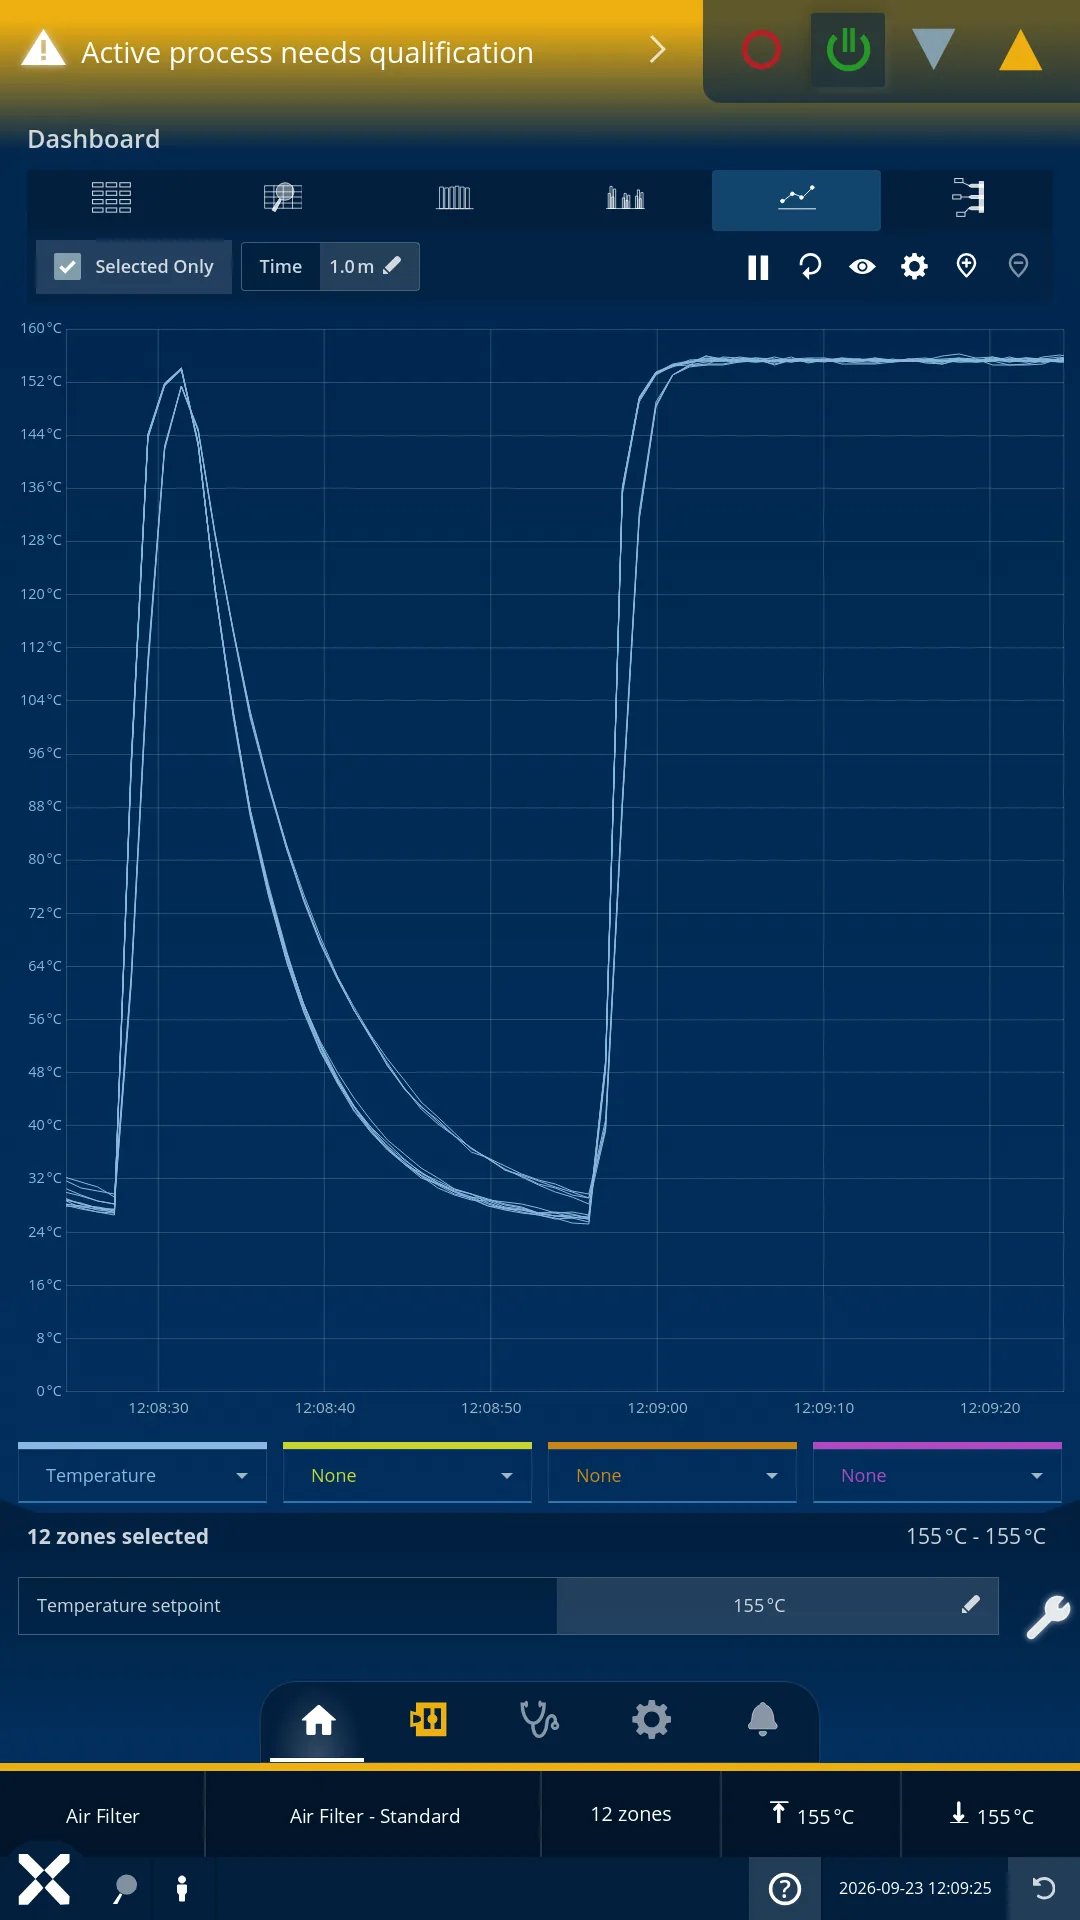 Active process needs qualification
Dashboard
Selected Only
Time
1.0 m
160 °C
152 °C
144 °C
136 °C
128 °C
120 °C
112 °C
104 °C
96 °C
88 °C
80 °C
72 °C
64 °C
56 °C
48 °C
40 °C
32 °C
24 °C
16 °C
8 °C
0 °C
12:08:30
12:08:40
12:08:50
12:09:00
12:09:10
12:09:20
Temperature
None
None
None
12 zones selected
155 °C - 155 °C
Temperature setpoint
155 °C
Air Filter
Air Filter - Standard
12 zones
155 °C
155 °C
2026-09-23 12:09:25